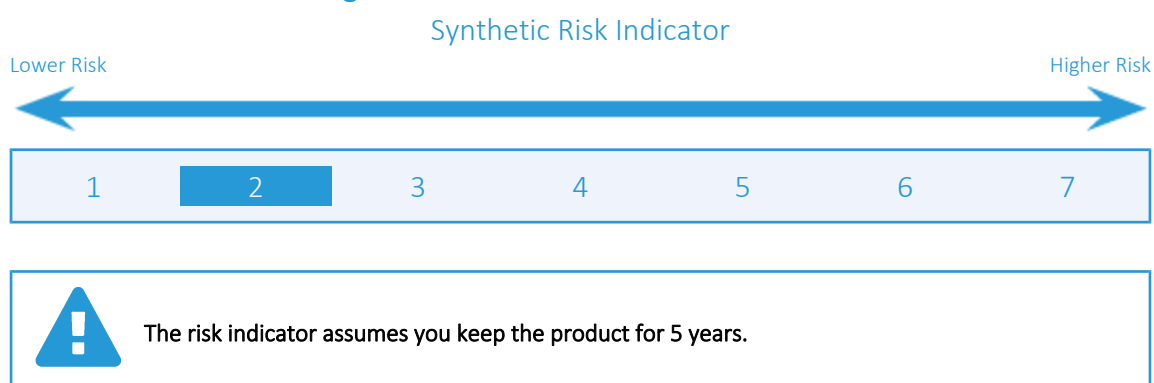 Synthetic Risk Indicator
Lower Risk Higher Risk
1 2 3 4 5 6 7
The risk indicator assumes you keep the product for 5 years.